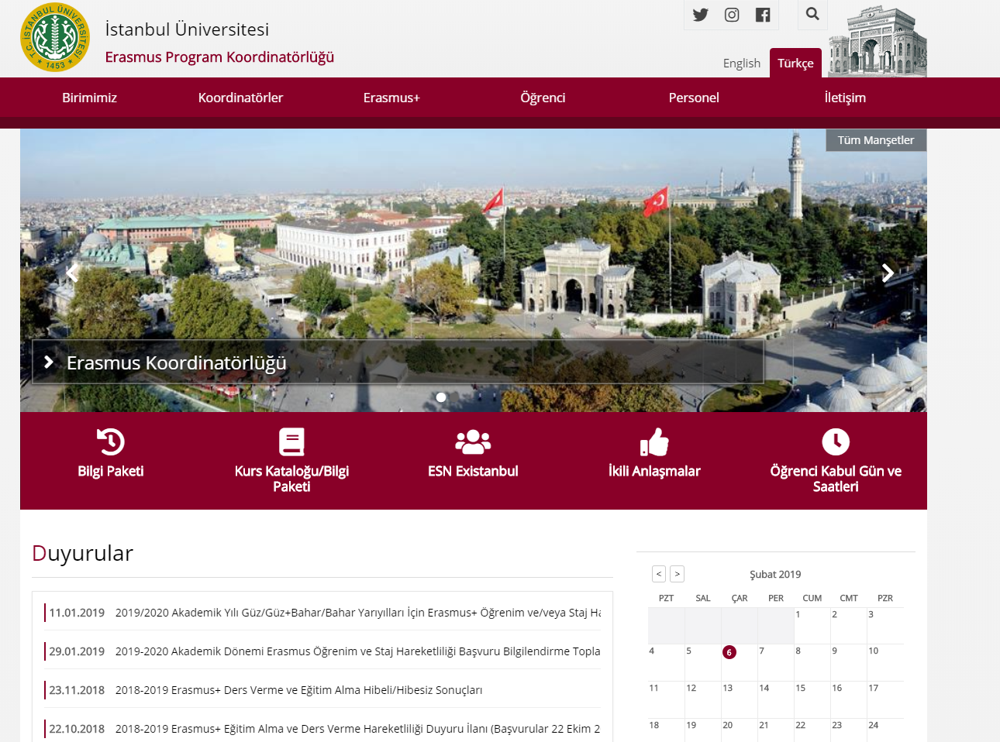 T.C. İSTANBUL ÜNİVERSİTESİ
1453
İstanbul Üniversitesi
Erasmus Program Koordinatörlüğü
English
Türkçe
Birimimiz
Koordinatörler
Erasmus+
Öğrenci
Personel
İletişim
Tüm Manşetler
Erasmus Koordinatörlüğü
Bilgi Paketi
Kurs Kataloğu/Bilgi
Paketi
ESN Existanbul
İkili Anlaşmalar
Öğrenci Kabul Gün ve
Saatleri
Duyurular
11.01.2019 2019/2020 Akademik Yılı Güz/Güz+Bahar/Bahar Yarıyılları İçin Erasmus+ Öğrenim ve/veya Staj Ha
29.01.2019 2019-2020 Akademik Dönemi Erasmus Öğrenim ve Staj Hareketliliği Başvuru Bilgilendirme Topla
23.11.2018 2018-2019 Erasmus+ Ders Verme ve Eğitim Alma Hibeli/Hibesiz Sonuçları
22.10.2018 2018-2019 Erasmus+ Eğitim Alma ve Ders Verme Hareketliliği Duyuru İlanı (Başvurular 22 Ekim 2
< > Şubat 2019
PZT SAL ÇAR PER CUM CMT PZR
1 2 3
4 5 6 7 8 9 10
11 12 13 14 15 16 17
18 19 20 21 22 23 24